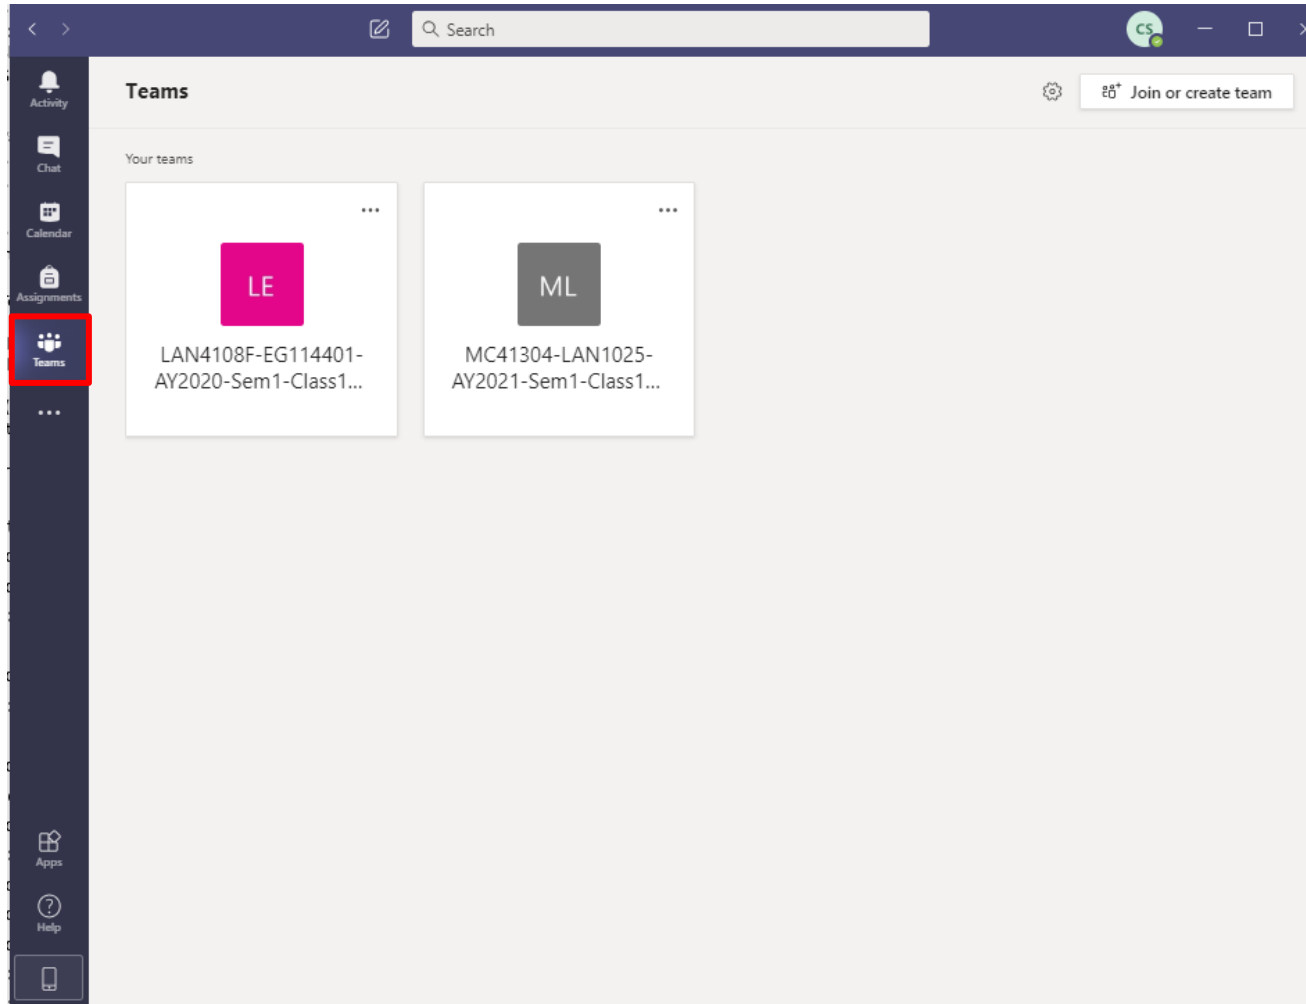 Search
CS
Activity
Chat
Calendar
Assignments
Teams
Apps
Help
Teams
Join or create team
Your teams
LE
LAN4108F-EG114401-
AY2020-Sem1-Class1...
ML
MC41304-LAN1025-
AY2021-Sem1-Class1...